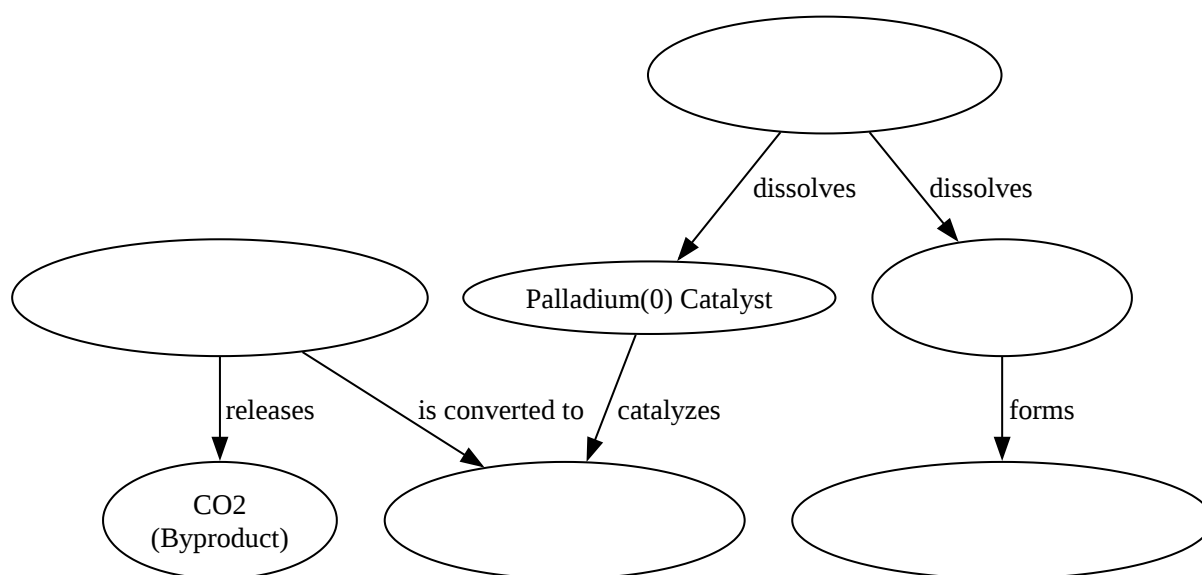 dissolves
dissolves
Palladium(0) Catalyst
releases
is converted to
catalyzes
forms
CO2
(Byproduct)